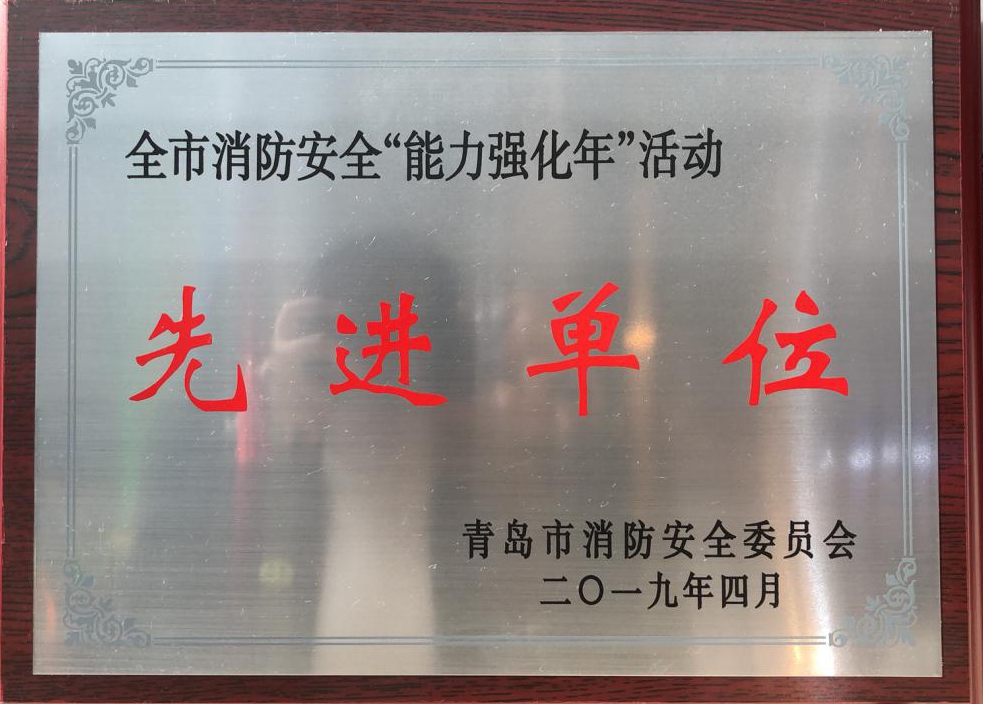 全市消防安全“能力强化年”活动
先进单位
青岛市消防安全委员会
二〇一九年四月